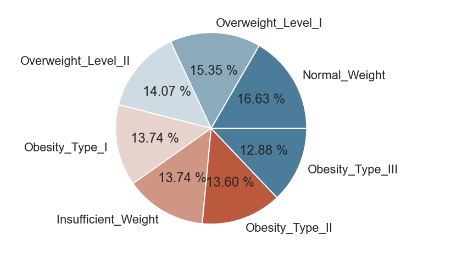 Overweight_Level_I
Overweight_Level_II
15.35 %
Normal_Weight
14.07 %
16.63 %
13.74 %
Obesity_Type_I
12.88 %
Obesity_Type_III
13.74 %
13.60 %
Insufficient_Weight
Obesity_Type_II